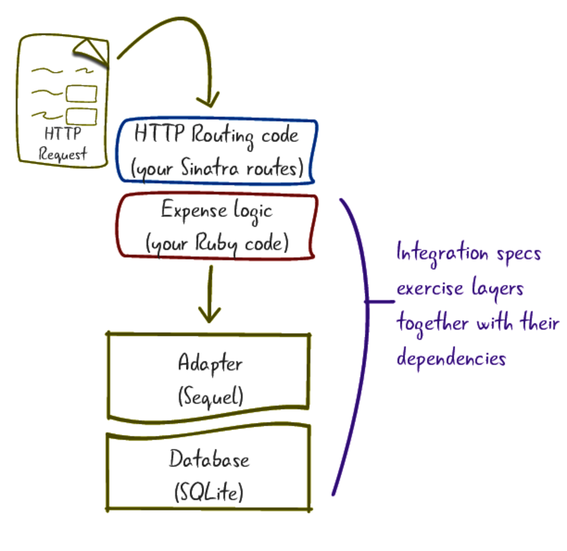 HTTP
Request
HTTP Routing code
(your Sinatra routes)
Expense logic
(your Ruby code)
Integration specs
exercise layers
together with their
dependencies
Adapter
(Sequel)
Database
(SQLite)